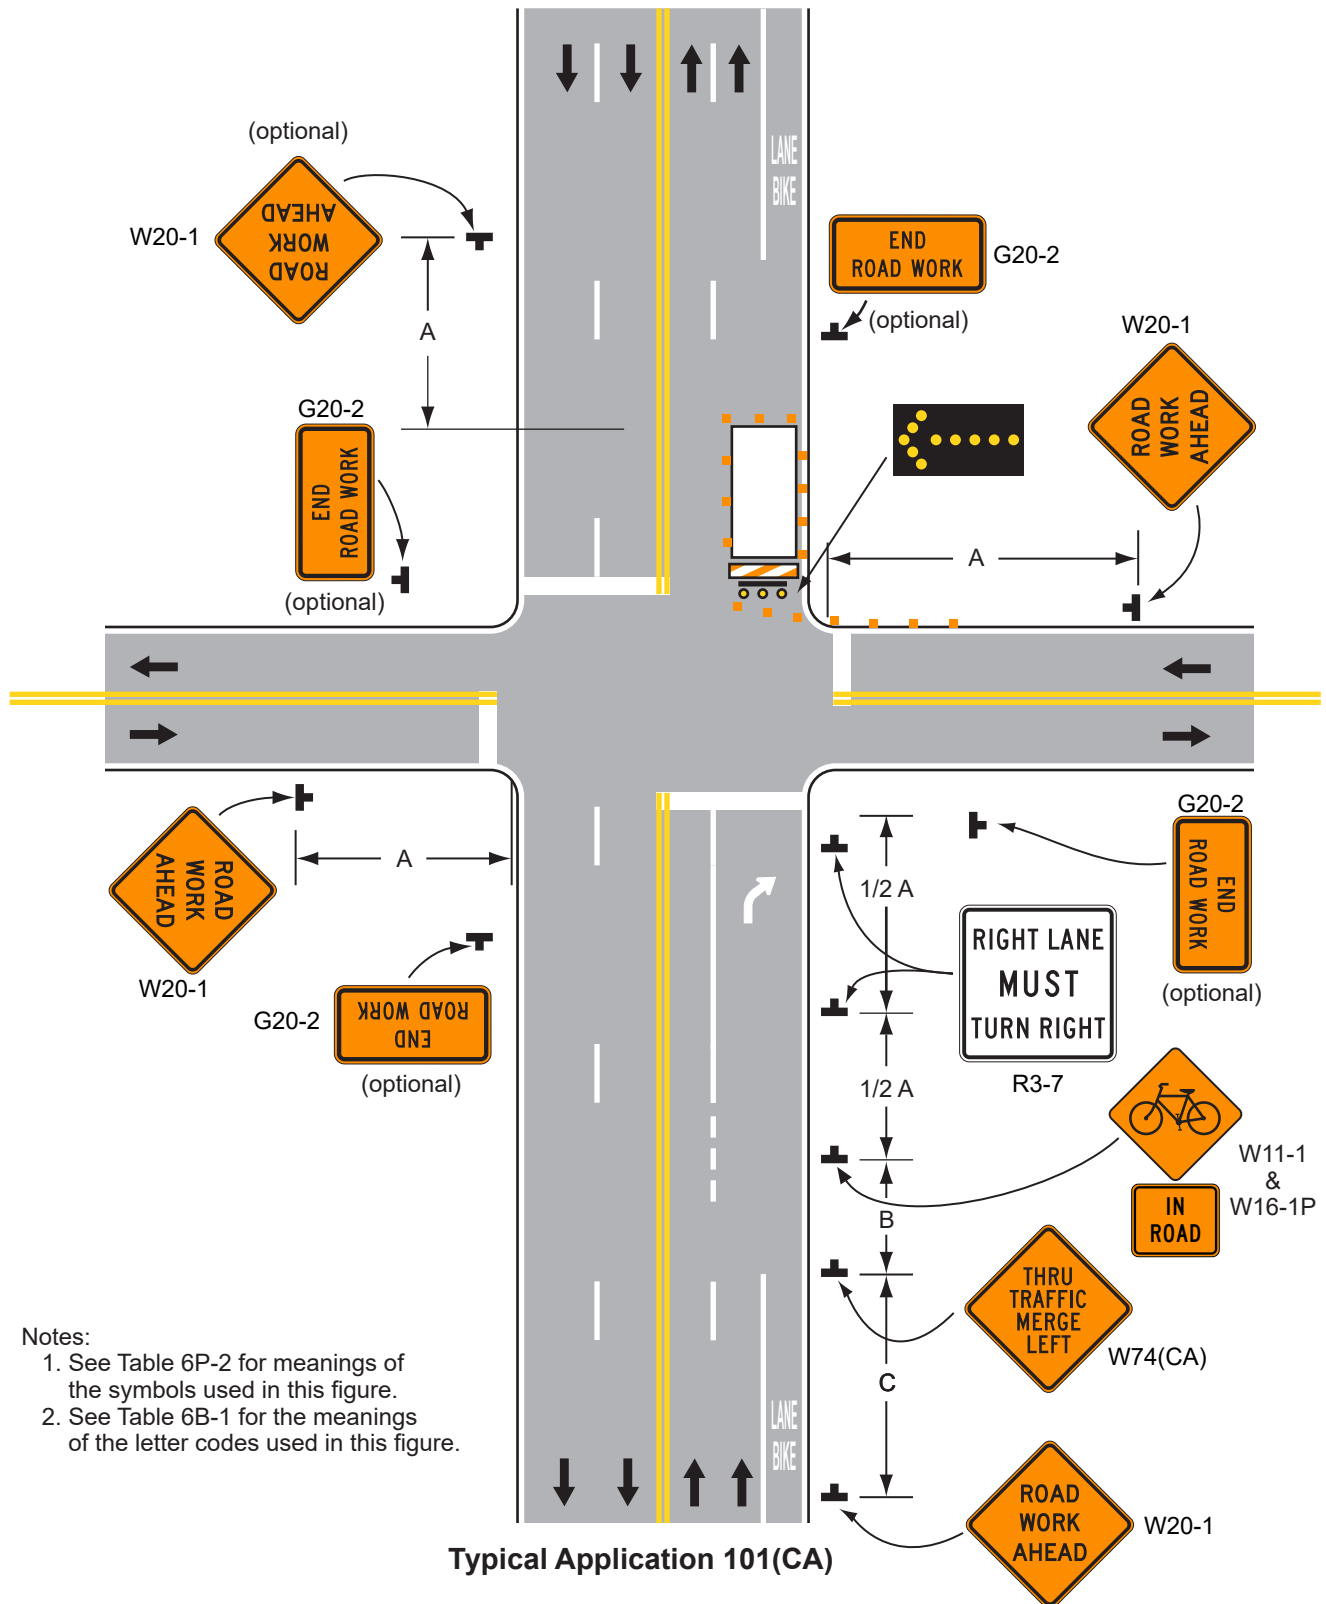 (optional)
W20-1
ROAD
WORK
AHEAD
A
LANE
BIKE
END
ROAD WORK
G20-2
(optional)
W20-1
ROAD
WORK
AHEAD
A
G20-2
END
ROAD WORK
(optional)
ROAD
WORK
AHEAD
W20-1
A
G20-2
END
ROAD WORK
(optional)
1/2 A
G20-2
END
ROAD WORK
(optional)
RIGHT LANE
MUST
TURN RIGHT
R3-7
1/2 A
W11-1
&
W16-1P
IN
ROAD
B
THRU
TRAFFIC
MERGE
LEFT
W74(CA)
C
LANE
BIKE
ROAD
WORK
AHEAD
W20-1
Notes:
1. See Table 6P-2 for meanings of
the symbols used in this figure.
2. See Table 6B-1 for the meanings
of the letter codes used in this figure.
Typical Application 101(CA)